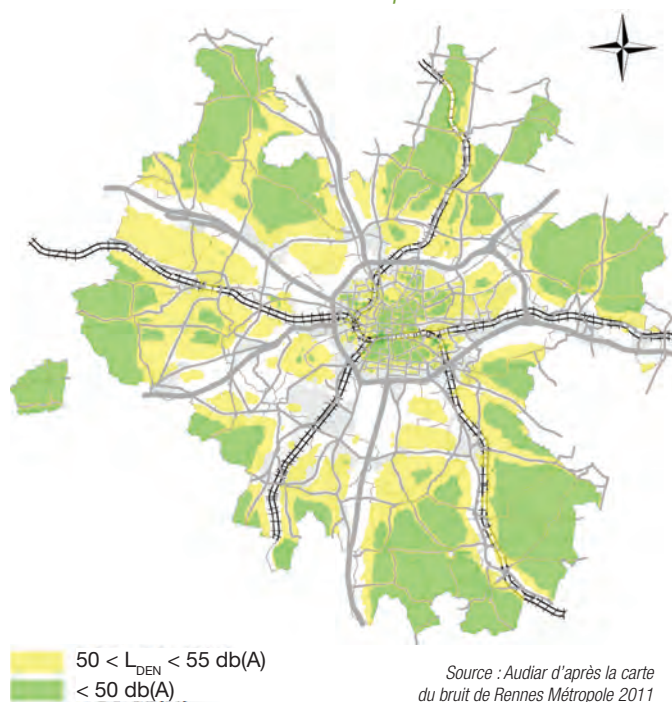 50 < L_DEN < 55 db(A)
< 50 db(A)
Source : Audiar d'après la carte
du bruit de Rennes Métropole 2011